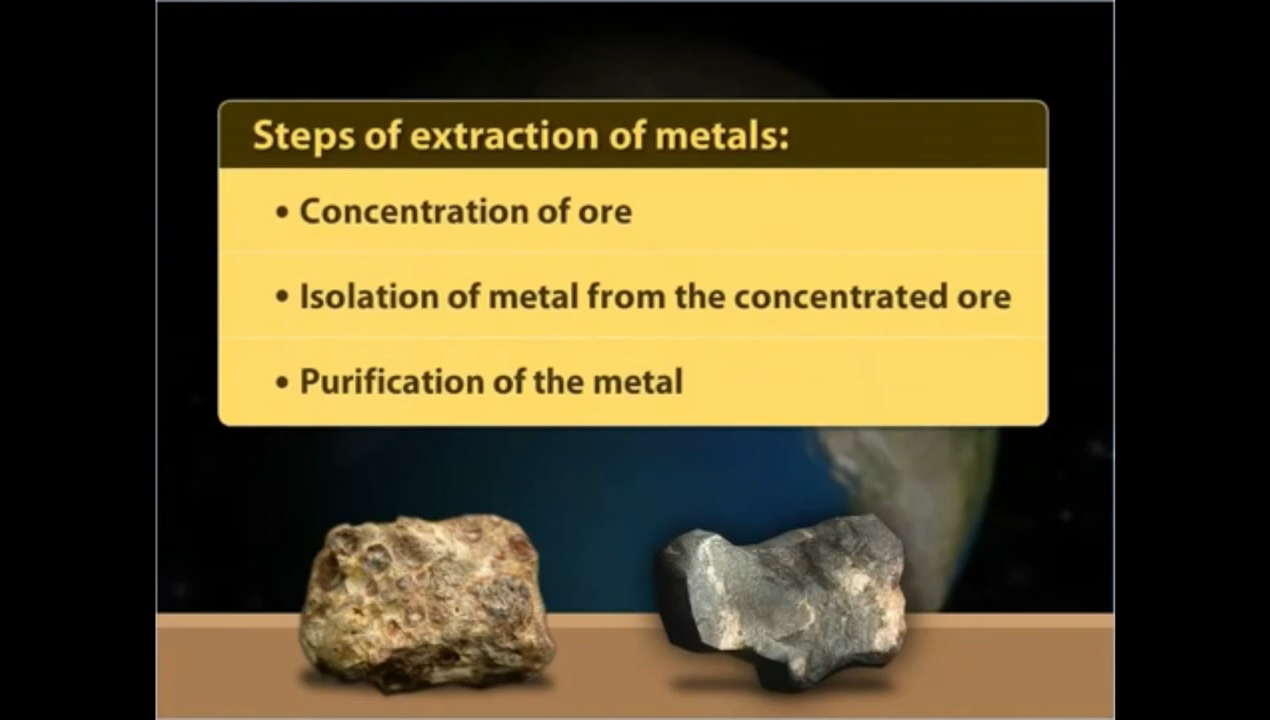 Steps of extraction of metals:
• Concentration of ore
• Isolation of metal from the concentrated ore
• Purification of the metal